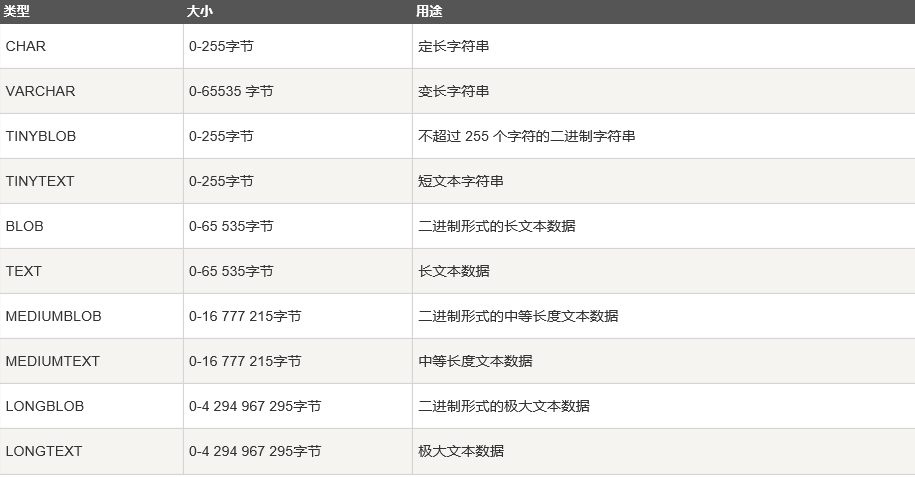 类型 大小 用途
CHAR 0-255字节 定长字符串
VARCHAR 0-65535 字节 变长字符串
TINYBLOB 0-255字节 不超过 255 个字符的二进制字符串
TINYTEXT 0-255字节 短文本字符串
BLOB 0-65 535字节 二进制形式的长文本数据
TEXT 0-65 535字节 长文本数据
MEDIUMBLOB 0-16 777 215字节 二进制形式的中等长度文本数据
MEDIUMTEXT 0-16 777 215字节 中等长度文本数据
LONGBLOB 0-4 294 967 295字节 二进制形式的极大文本数据
LONGTEXT 0-4 294 967 295字节 极大文本数据